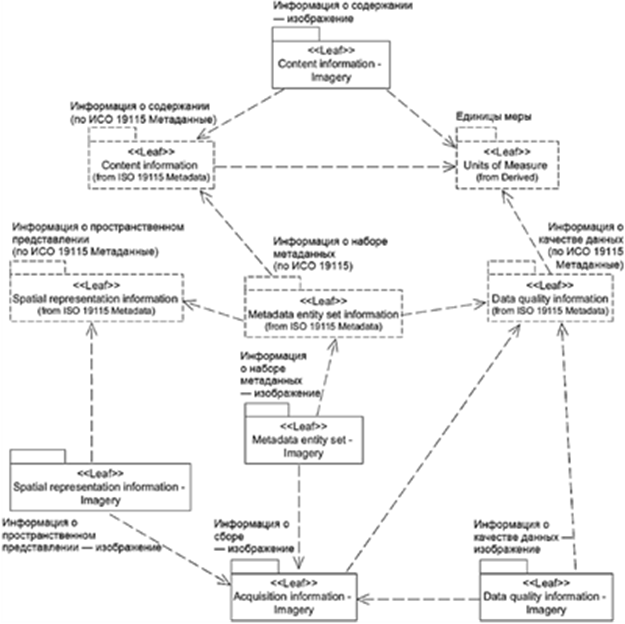 Информация о содержании
— изображение
<<Leaf>>
Content information -
Imagery
Информация о содержании
(по ИСО 19115 Метаданные)
<<Leaf>>
Content information
(from ISO 19115 Metadata)
Единицы меры
<<Leaf>>
Units of Measure
(from Derived)
Информация о пространственном
представлении
(по ИСО 19115 Метаданные)
<<Leaf>>
Spatial representation information
(from ISO 19115 Metadata)
Информация о наборе
метаданных
(по ИСО 19115)
<<Leaf>>
Metadata entity set information
(from ISO 19115 Metadata)
Информация о
качестве данных
(по ИСО 19115
Метаданные)
<<Leaf>>
Data quality information
(from ISO 19115 Metadata)
Информация
о наборе
метаданных
— изображение
<<Leaf>>
Metadata entity set -
Imagery
<<Leaf>>
Spatial representation information -
Imagery
Информация о
пространственном
представлении — изображение
Информация о
сборе
— изображение
<<Leaf>>
Acquisition information -
Imagery
Информация о
качестве данных —
изображение
<<Leaf>>
Data quality information -
Imagery